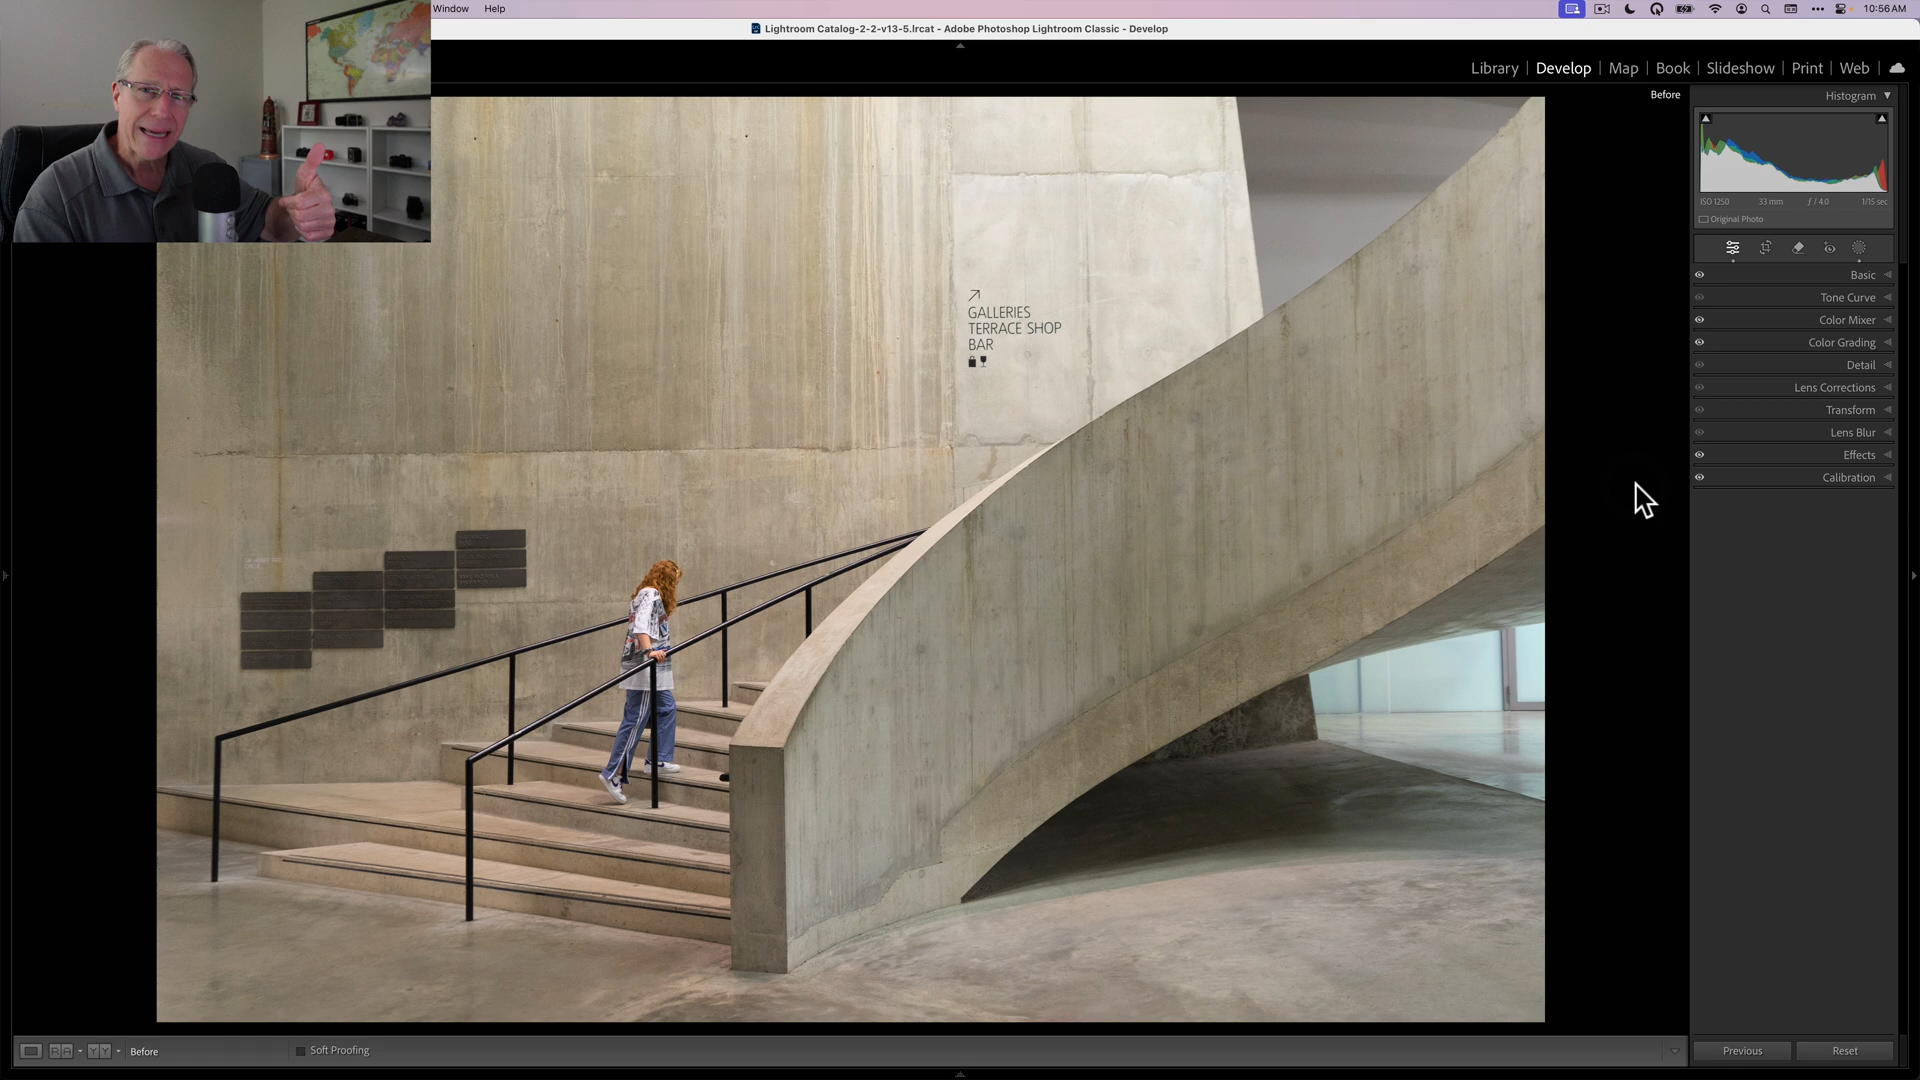 Window Help
10:56 AM
Lightroom Catalog-2-2-v13-5.lrcat - Adobe Photoshop Lightroom Classic - Develop
Library | Develop | Map | Book | Slideshow | Print | Web
Before
Histogram
ISO 1250 33 mm ƒ / 4.0 1/15 sec
Original Photo
Basic
Tone Curve
Color Mixer
Color Grading
Detail
Lens Corrections
Transform
Lens Blur
Effects
Calibration
GALLERIES
TERRACE SHOP
BAR
R A Y Y Before Soft Proofing
Previous Reset